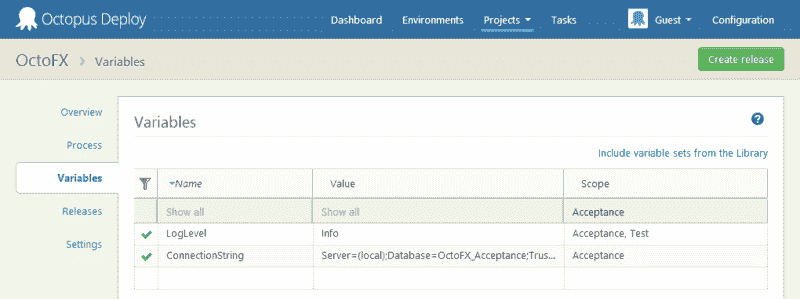 Octopus Deploy Dashboard Environments Projects Tasks Guest Configuration
OctoFX > Variables Create release
Overview
Process
Variables
Releases
Settings
Variables ?
Include variable sets from the Library
Name Value Scope
Show all Show all Acceptance
LogLevel Info Acceptance, Test
ConnectionString Server=(local);Database=OctoFX_Acceptance;Trus... Acceptance